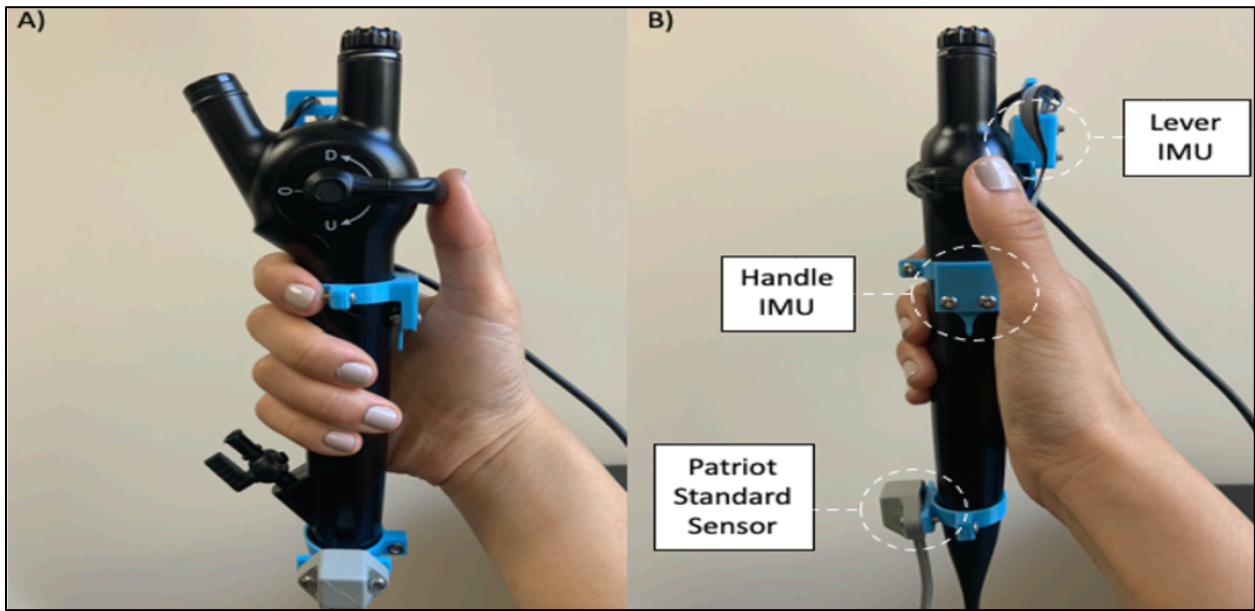 A)
D
O
U
B)
Lever
IMU
Handle
IMU
Patriot
Standard
Sensor